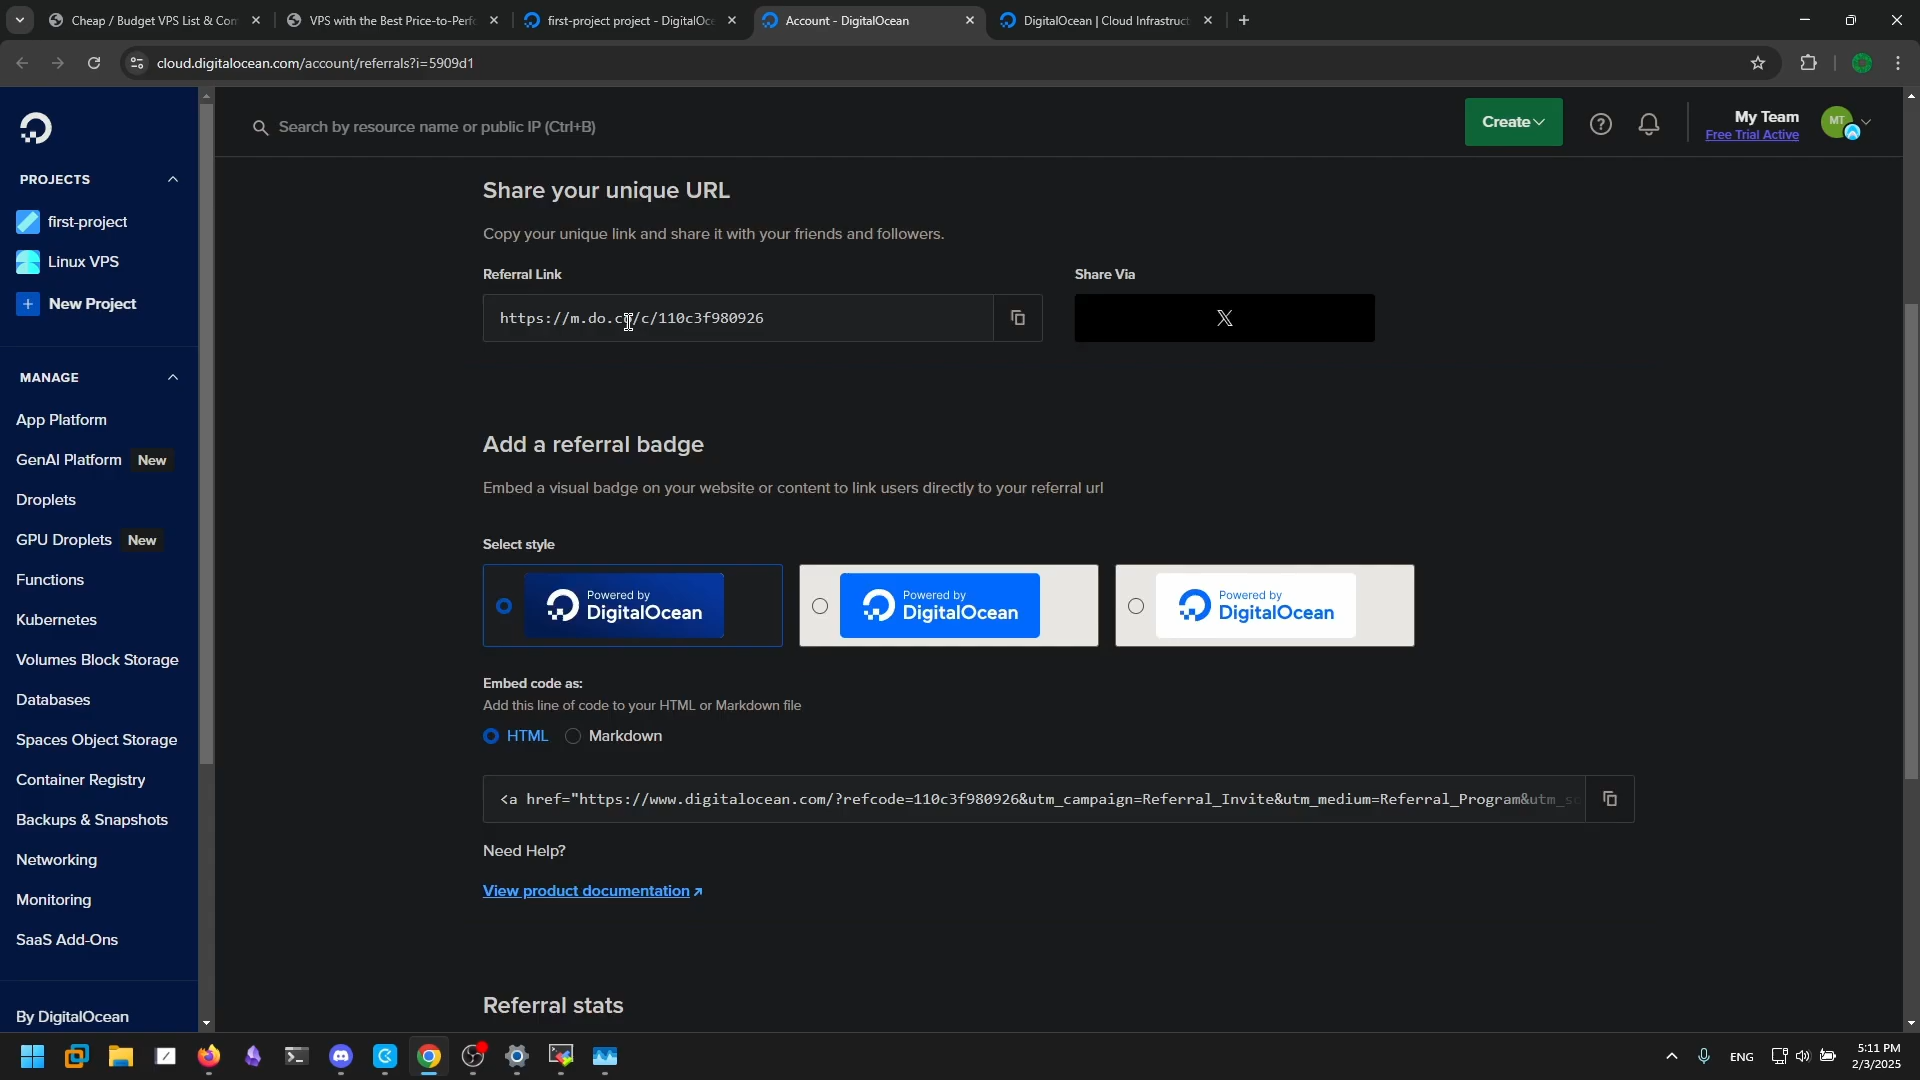 Cheap / Budget VPS List & Con
VPS with the Best Price-to-Perfo
first-project project - DigitalOce
Account - DigitalOcean
DigitalOcean | Cloud Infrastruct
cloud.digitalocean.com/account/referrals?i=5909d1
Search by resource name or public IP (Ctrl+B)
Create
My Team
Free Trial Active
MT
PROJECTS
first-project
Linux VPS
New Project
MANAGE
App Platform
GenAI Platform New
Droplets
GPU Droplets New
Functions
Kubernetes
Volumes Block Storage
Databases
Spaces Object Storage
Container Registry
Backups & Snapshots
Networking
Monitoring
SaaS Add-Ons
By DigitalOcean
Share your unique URL
Copy your unique link and share it with your friends and followers.
Referral Link
Share Via
https://m.do.co/c/110c3f980926
Add a referral badge
Embed a visual badge on your website or content to link users directly to your referral url
Select style
Powered by
DigitalOcean
Powered by
DigitalOcean
Powered by
DigitalOcean
Embed code as:
Add this line of code to your HTML or Markdown file
HTML
Markdown
<a href="https://www.digitalocean.com/?refcode=110c3f980926&utm_campaign=Referral_Invite&utm_medium=Referral_Program&utm_sc
Need Help?
View product documentation
Referral stats
ENG
5:11 PM
2/3/2025